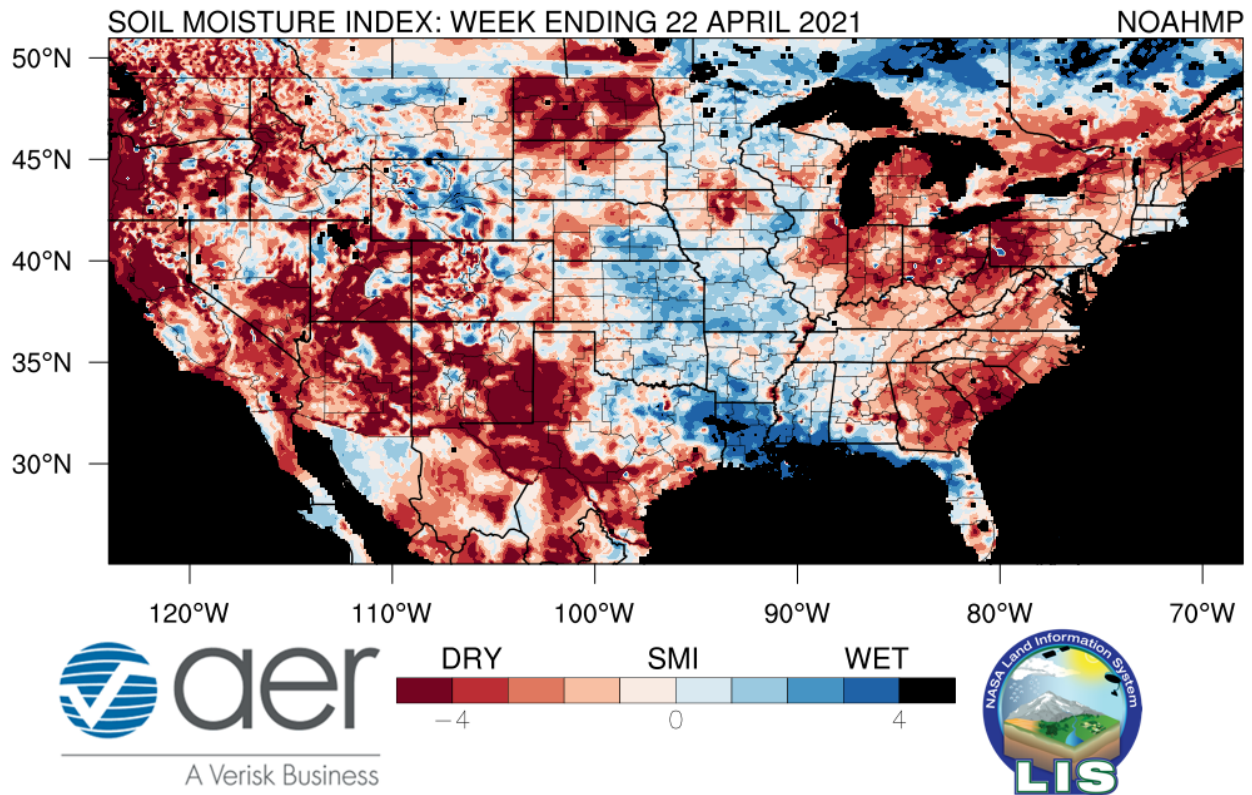 SOIL MOISTURE INDEX: WEEK ENDING 22 APRIL 2021 NOAHMP
50°N
45°N
40°N
35°N
30°N
120°W 110°W 100°W 90°W 80°W 70°W
DRY SMI WET
−4 0 4
aer
A Verisk Business
NASA Land Information System
LIS